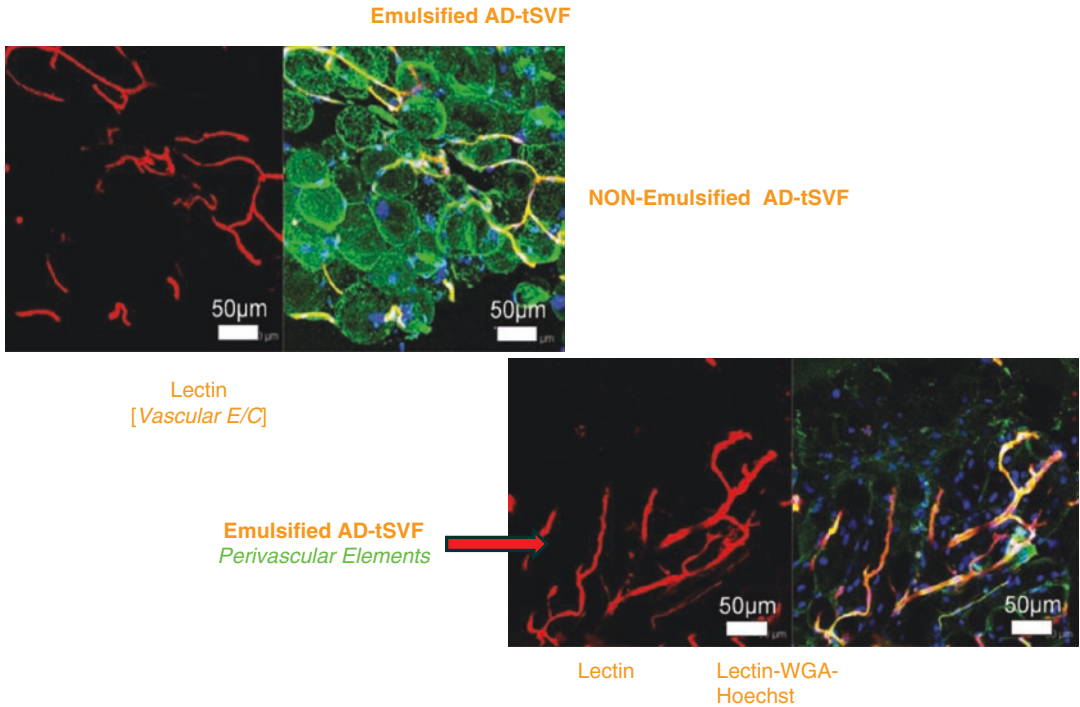 Emulsified AD-tSVF
NON-Emulsified AD-tSVF
50µm
50µm
Lectin
[Vascular E/C]
Emulsified AD-tSVF
Perivascular Elements
50µm
50µm
Lectin
Lectin-WGA-
Hoechst